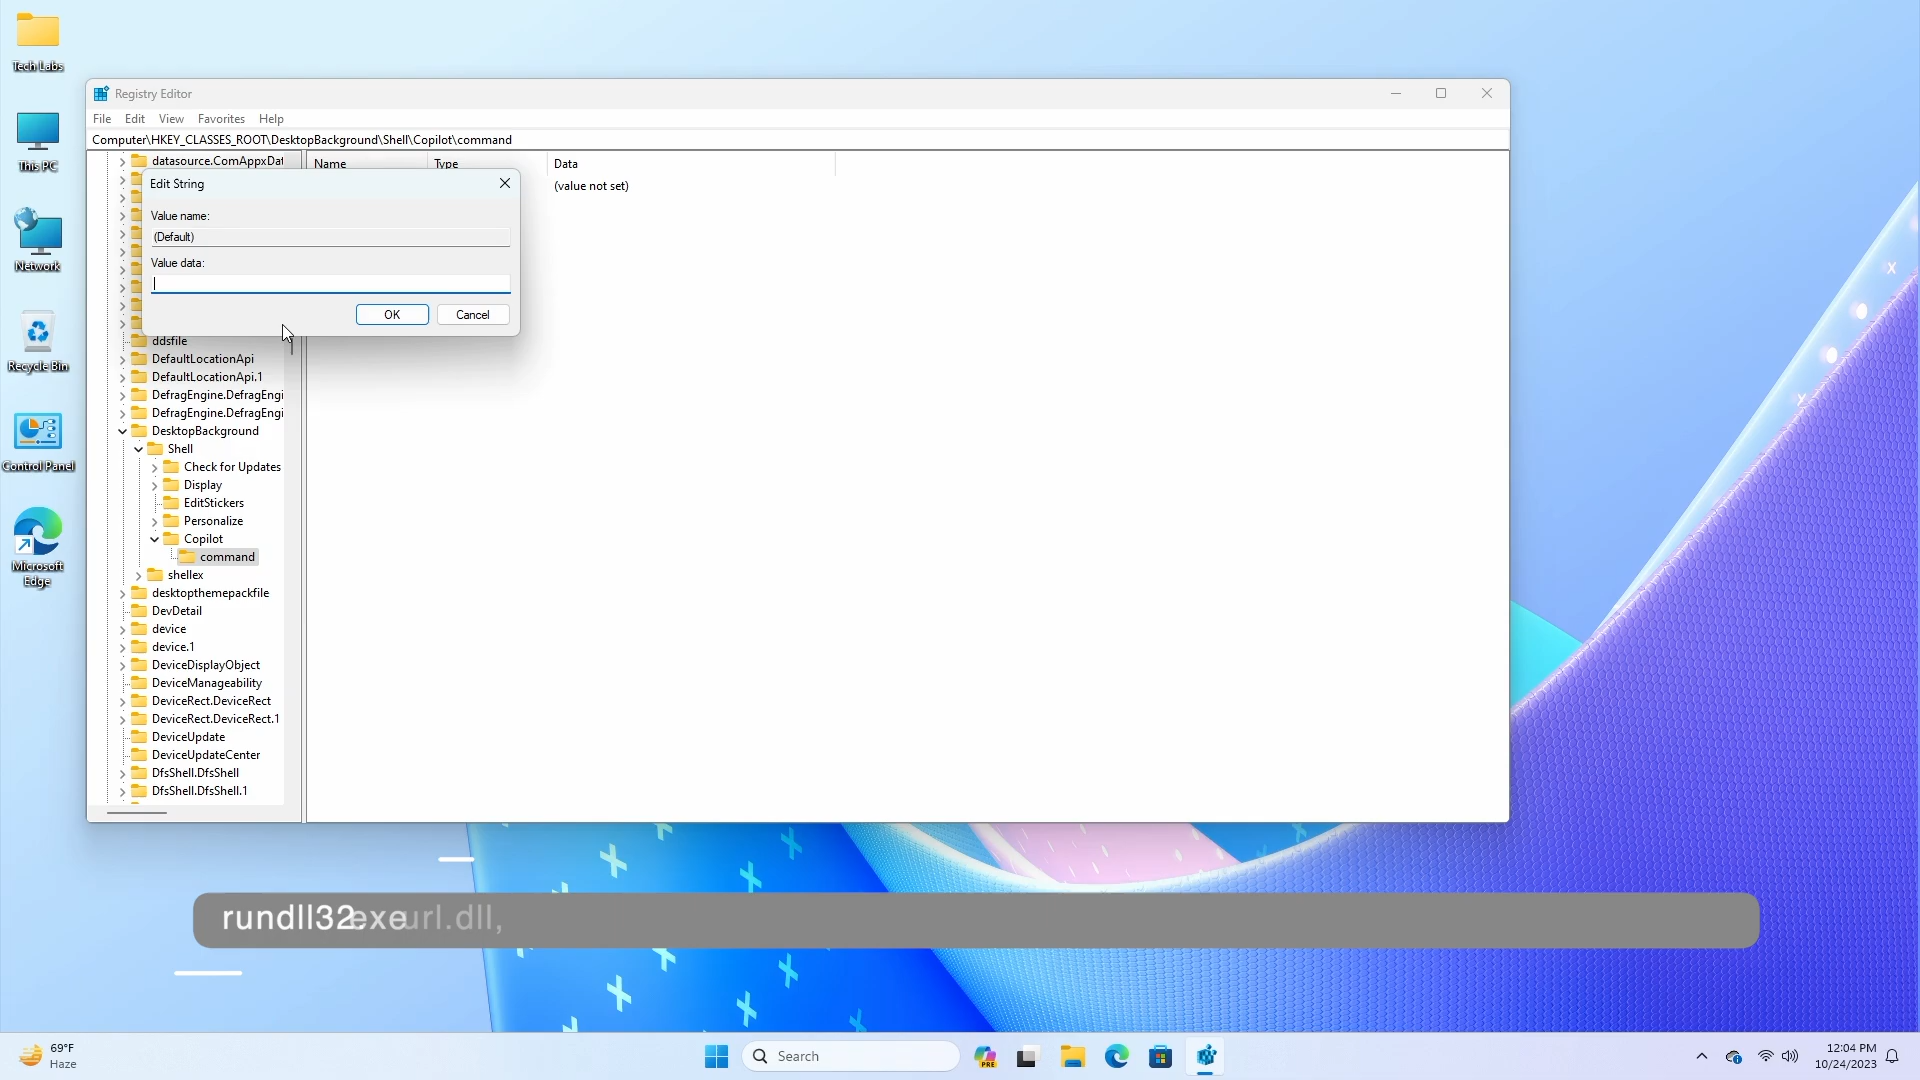 Tech Labs
This PC
Network
Recycle Bin
Control Panel
Microsoft
Edge
Registry Editor
File Edit View Favorites Help
Computer\HKEY_CLASSES_ROOT\DesktopBackground\Shell\Copilot\command
datasource.ComAppxDat
Name Type Data
(value not set)
Edit String
Value name:
(Default)
Value data:
OK Cancel
ddsfile
DefaultLocationApi
DefaultLocationApi.1
DefragEngine.DefragEngi
DefragEngine.DefragEngi
DesktopBackground
Shell
Check for Updates
Display
EditStickers
Personalize
Copilot
command
shellex
desktopthemepackfile
DevDetail
device
device.1
DeviceDisplayObject
DeviceManageability
DeviceRect.DeviceRect
DeviceRect.DeviceRect.1
DeviceUpdate
DeviceUpdateCenter
DfsShell.DfsShell
DfsShell.DfsShell.1
rundll32exe url.dll,
69°F
Haze
Search
PRE
12:04 PM
10/24/2023